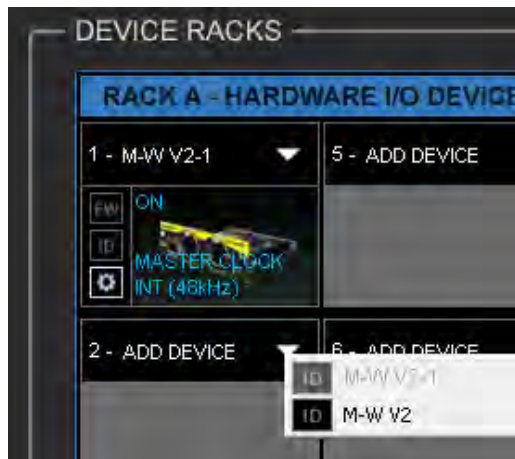 DEVICE RACKS
RACK A - HARDWARE I/O DEVICE
1 - M-W V2-1
5 - ADD DEVICE
FW
ON
ID
MASTER CLOCK
INT (48kHz)
2 - ADD DEVICE
6 - ADD DEVICE
ID M-W V2-1
ID M-W V2